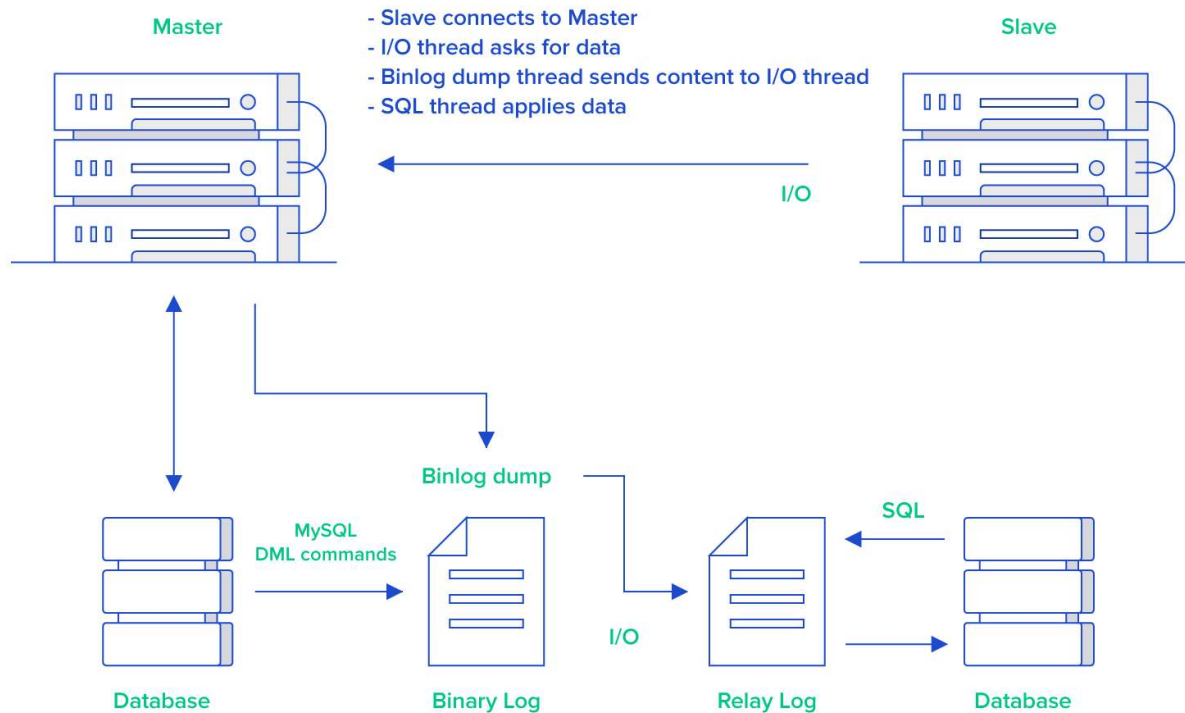 Master
- Slave connects to Master
- I/O thread asks for data
- Binlog dump thread sends content to I/O thread
- SQL thread applies data
Slave
I/O
Binlog dump
MySQL
DML commands
SQL
I/O
Database
Binary Log
Relay Log
Database